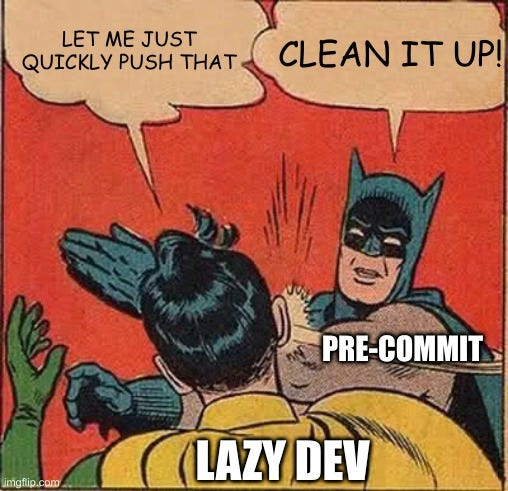 LET ME JUST
QUICKLY PUSH THAT
CLEAN IT UP!
PRE-COMMIT
LAZY DEV
imgflip.com